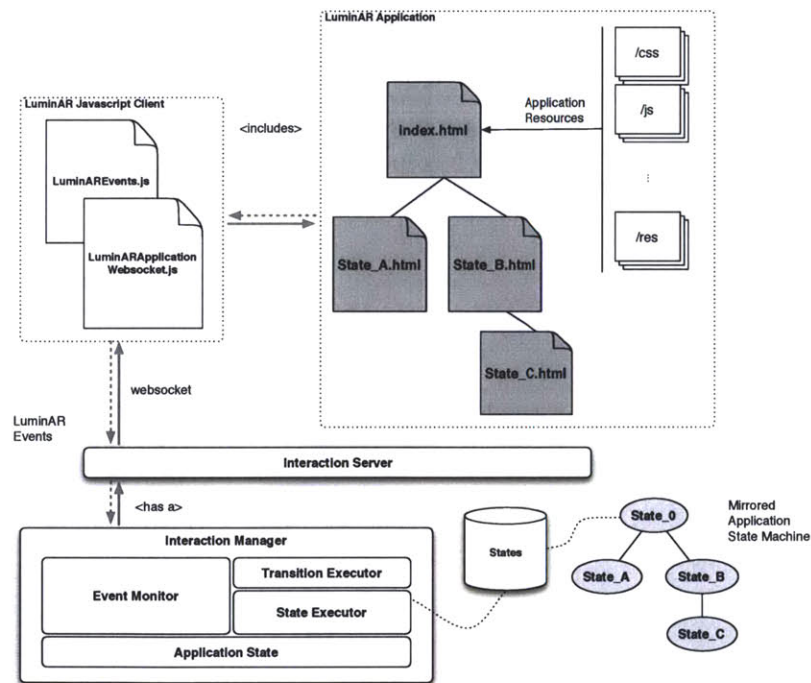 LuminAR Application
/css
LuminAR Javascript Client
<includes>
index.html
Application
Resources
/js
LuminAREvents.js
...
LuminARApplication
Websocket.js
State_A.html
State_B.html
/res
State_C.html
websocket
LuminAR
Events
Interaction Server
<has a>
Interaction Manager
Event Monitor
Transition Executor
State Executor
Application State
States
State_0
State_A
State_B
State_C
Mirrored
Application
State Machine